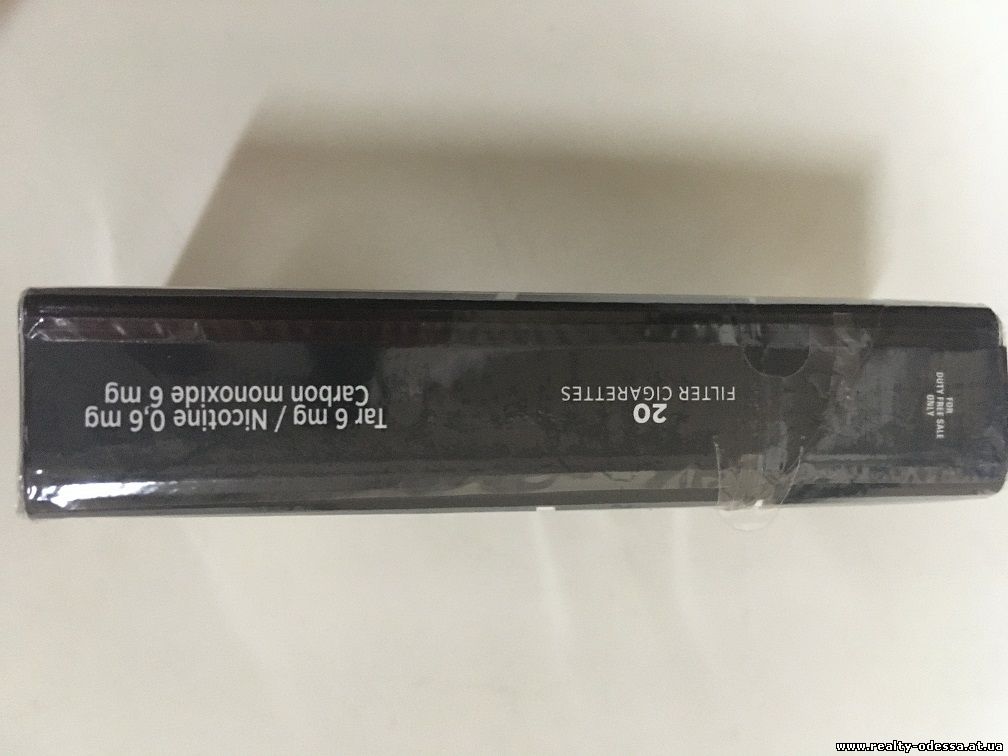 Tar 6 mg / Nicotine 0,6 mg
Carbon monoxide 6 mg
20
FILTER CIGARETTES
FOR
DUTY FREE SALE
ONLY
www.realty-odessa.at.ua